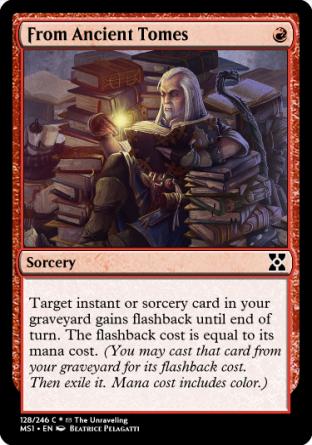 From Ancient Tomes
Sorcery
Target instant or sorcery card in your
graveyard gains flashback until end of
turn. The flashback cost is equal to its
mana cost. (You may cast that card from
your graveyard for its flashback cost.
Then exile it. Mana cost includes color.)
128/246 C * The Unraveling
MS1 • EN Beatrice Pelagatti